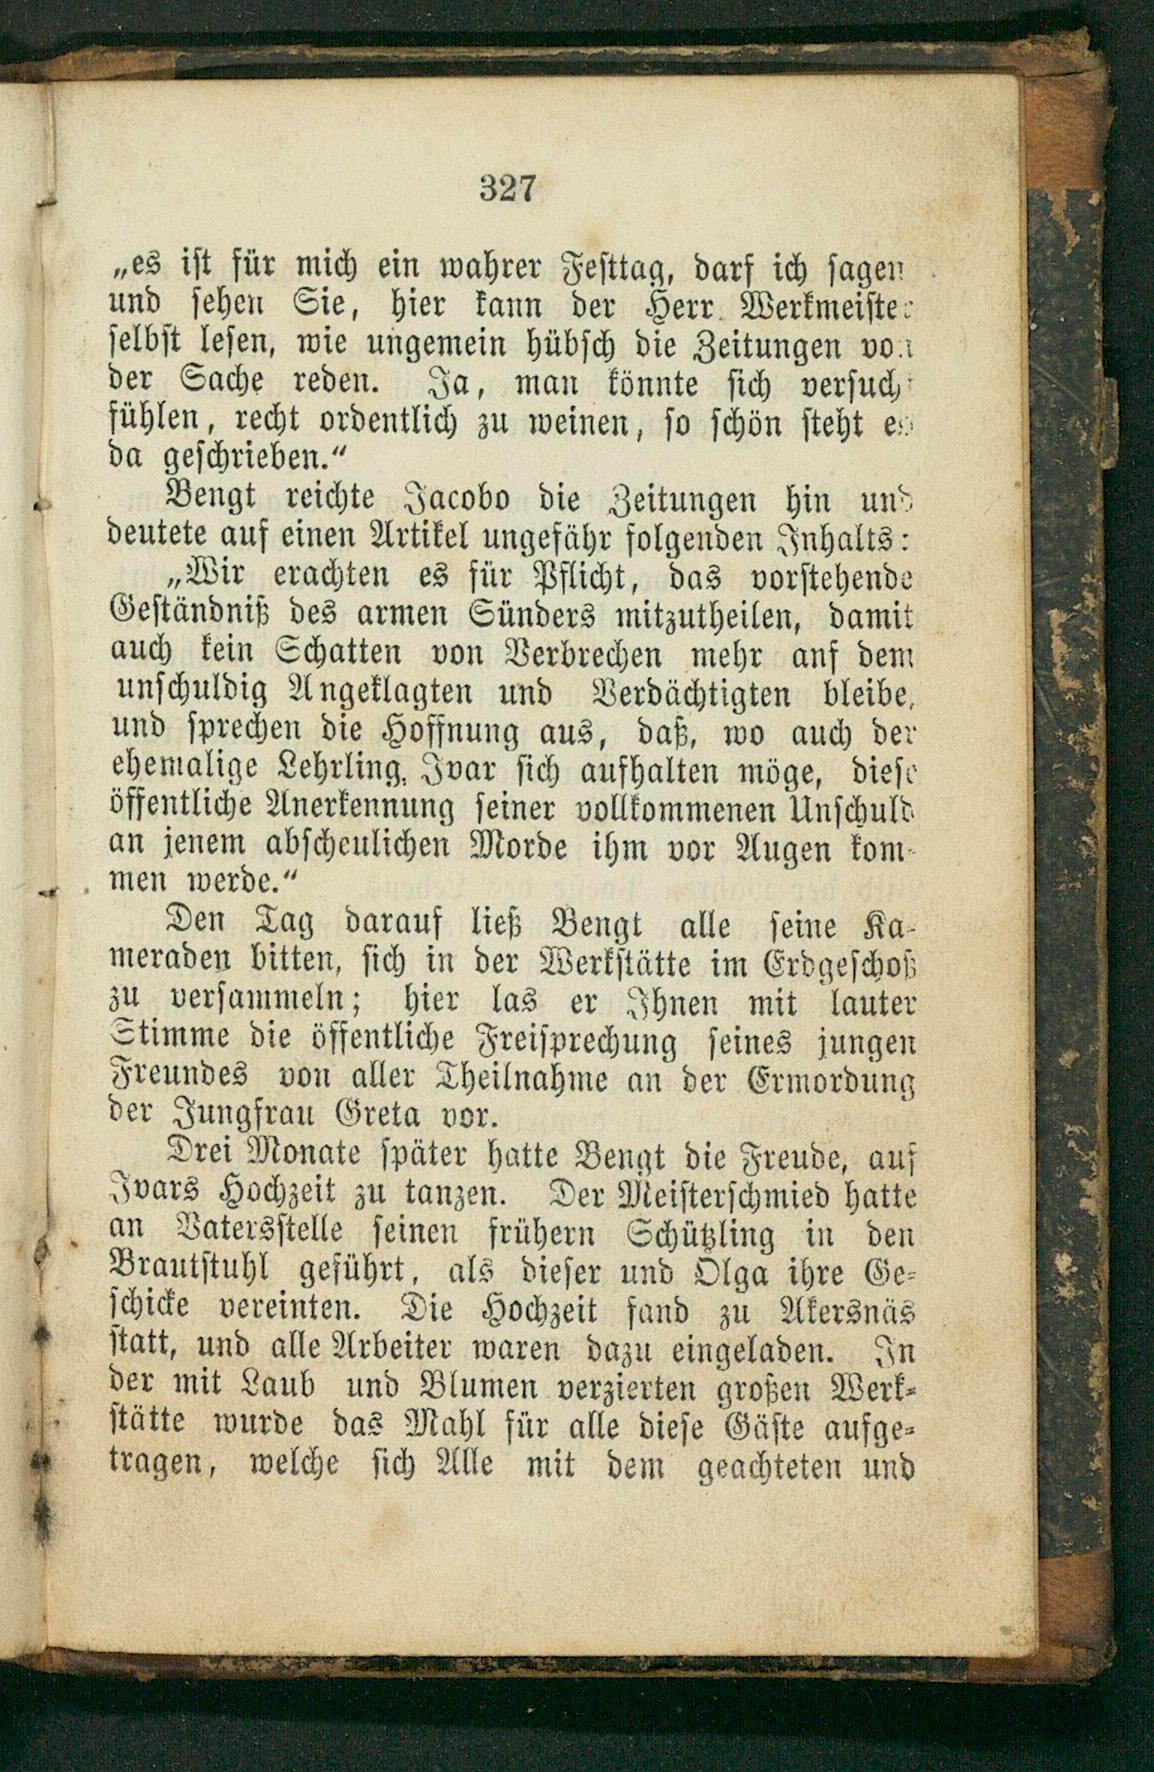 327
„es ist für mich ein wahrer Festtag, darf ich sagen
und sehen Sie, hier kann der Herr Werkmeister
selbst lesen, wie ungemein hübsch die Zeitungen von
der Sache reden. Ja, man könnte sich versucht
fühlen, recht ordentlich zu weinen, so schön steht es
da geschrieben.“
Bengt reichte Jacobo die Zeitungen hin und
deutete auf einen Artikel ungefähr folgenden Inhalts:
„Wir erachten es für Pflicht, das vorstehende
Geständniß des armen Sünders mitzutheilen, damit
auch kein Schatten von Verbrechen mehr anf dem
unschuldig Angeklagten und Verdächtigten bleibe,
und sprechen die Hoffnung aus, daß, wo auch der
ehemalige Lehrling, Ivar sich aufhalten möge, diese
öffentliche Anerkennung seiner vollkommenen Unschuld
an jenem abscheulichen Morde ihm vor Augen kom-
men werde.“
Den Tag darauf ließ Bengt alle seine Ka-
meraden bitten, sich in der Werkstätte im Erdgeschoß
zu versammeln; hier las er Ihnen mit lauter
Stimme die öffentliche Freisprechung seines jungen
Freundes von aller Theilnahme an der Ermordung
der Jungfrau Greta vor.
Drei Monate später hatte Bengt die Freude, auf
Ivars Hochzeit zu tanzen. Der Meisterschmied hatte
an Vatersstelle seinen frühern Schützling in den
Brautstuhl geführt, als dieser und Olga ihre Ge-
schicke vereinten. Die Hochzeit fand zu Akersnäs
statt, und alle Arbeiter waren dazu eingeladen. In
der mit Laub und Blumen verzierten großen Werk-
stätte wurde das Mahl für alle diese Gäste aufge-
tragen, welche sich Alle mit dem geachteten und